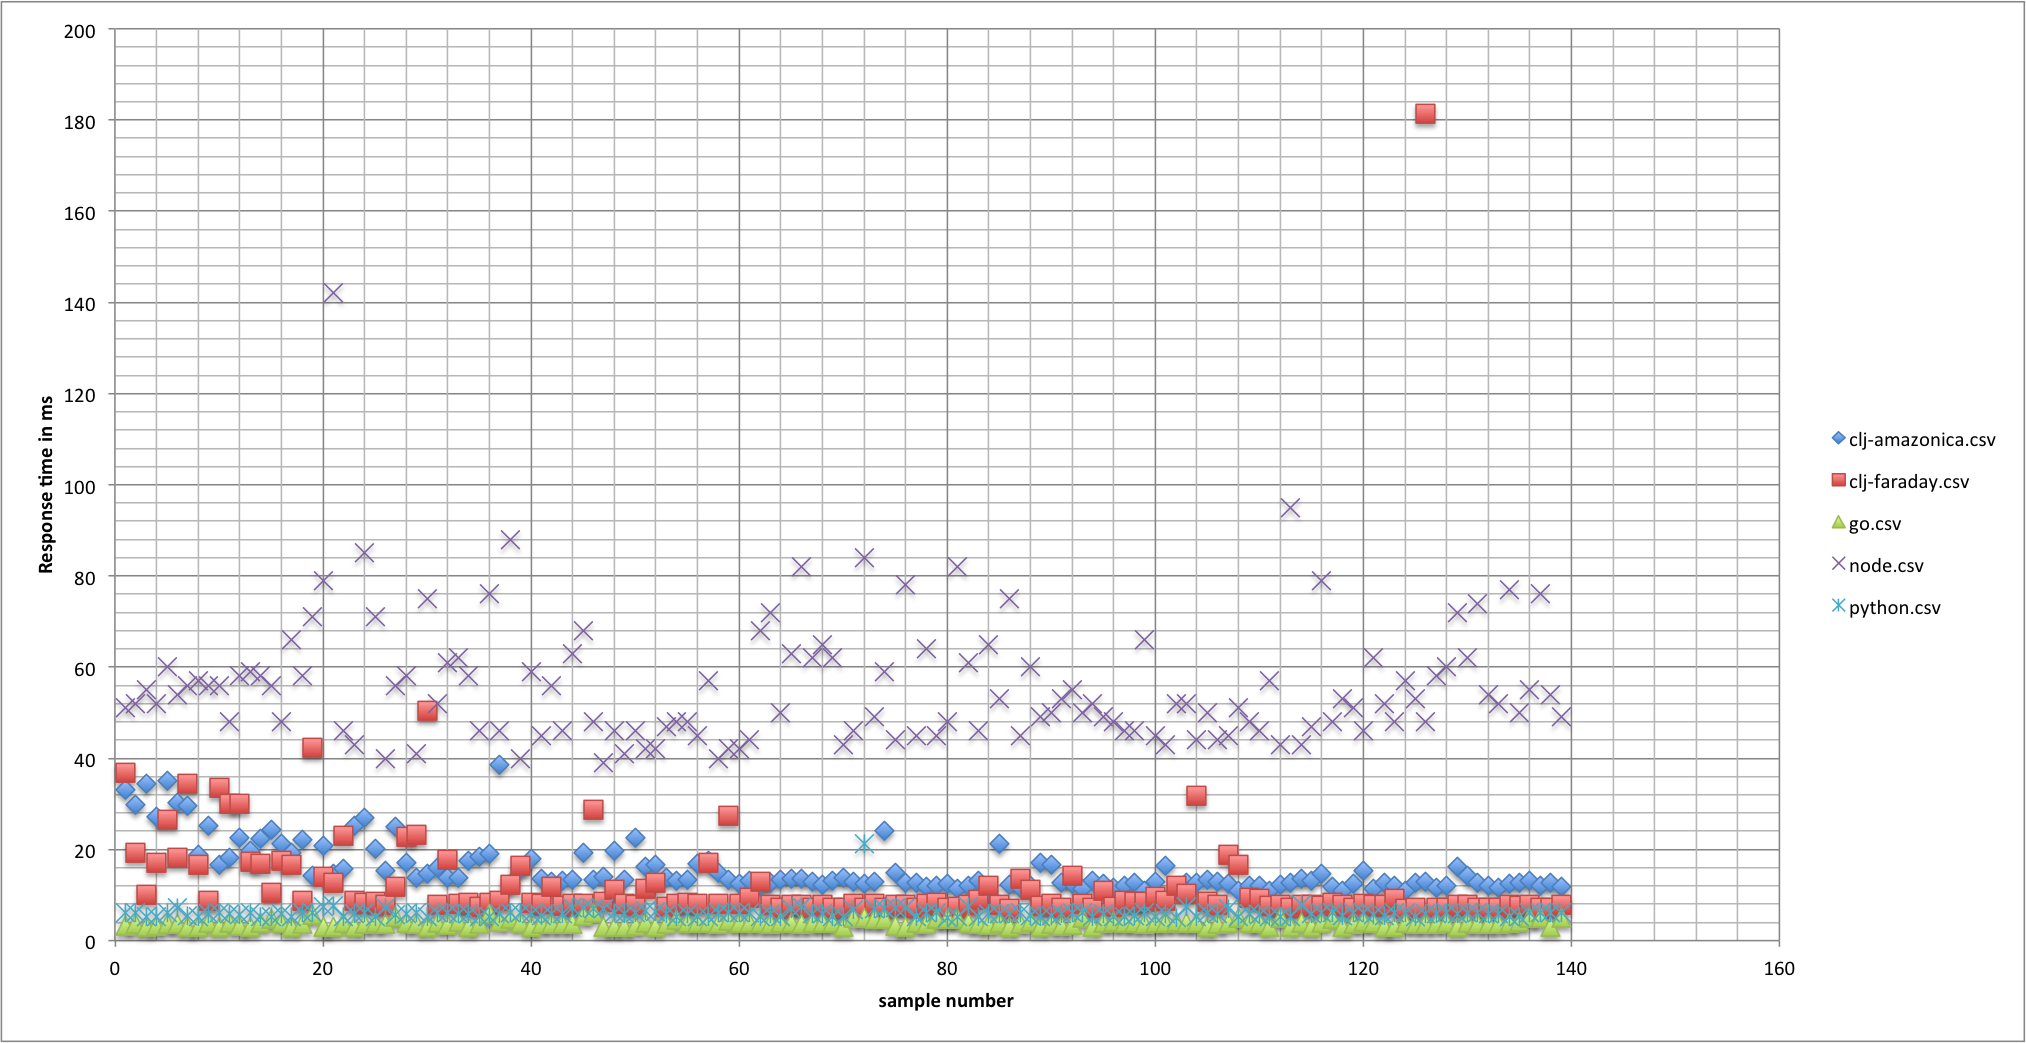 200
180
160
140
120
100
80
60
40
20
0
Response time in ms
0 20 40 60 80 100 120 140 160
sample number
clj-amazonica.csv
clj-faraday.csv
go.csv
node.csv
python.csv